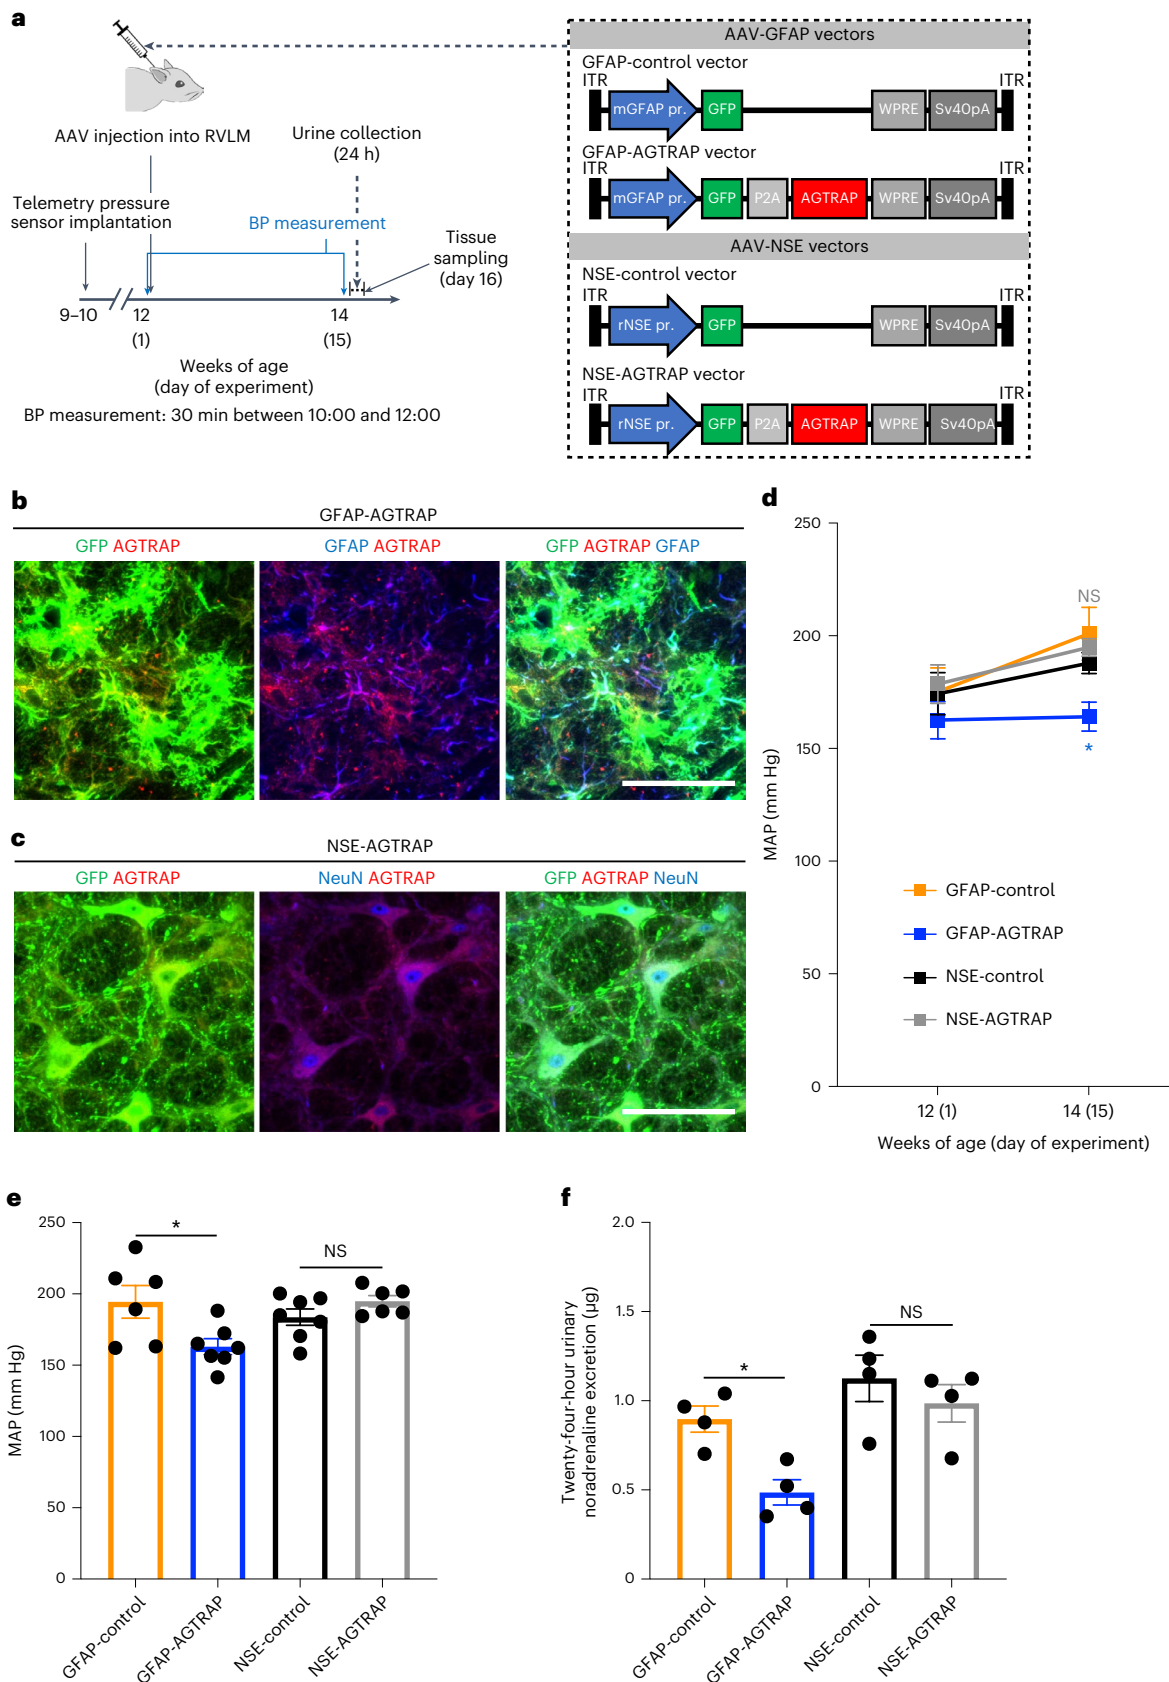 a
AAV injection into RVLM
Urine collection
(24 h)
Telemetry pressure
sensor implantation
BP measurement
Tissue
sampling
(day 16)
9–10
12
14
(1)
(15)
Weeks of age
(day of experiment)
BP measurement: 30 min between 10:00 and 12:00
AAV-GFAP vectors
GFAP-control vector
ITR
ITR
mGFAP pr.
GFP
WPRE
Sv40pA
GFAP-AGTRAP vector
ITR
ITR
mGFAP pr.
GFP
P2A
AGTRAP
WPRE
Sv40pA
AAV-NSE vectors
NSE-control vector
ITR
ITR
rNSE pr.
GFP
WPRE
Sv40pA
NSE-AGTRAP vector
ITR
ITR
rNSE pr.
GFP
P2A
AGTRAP
WPRE
Sv40pA
b
GFAP-AGTRAP
GFP AGTRAP
GFAP AGTRAP
GFP AGTRAP GFAP
c
NSE-AGTRAP
GFP AGTRAP
NeuN AGTRAP
GFP AGTRAP NeuN
d
MAP (mm Hg)
250
200
150
100
50
0
NS
*
GFAP-control
GFAP-AGTRAP
NSE-control
NSE-AGTRAP
12 (1)
14 (15)
Weeks of age (day of experiment)
e
MAP (mm Hg)
250
200
150
100
50
0
*
NS
GFAP-control
GFAP-AGTRAP
NSE-control
NSE-AGTRAP
f
Twenty-four-hour urinary
noradrenaline excretion (µg)
2.0
1.5
1.0
0.5
0
*
NS
GFAP-control
GFAP-AGTRAP
NSE-control
NSE-AGTRAP